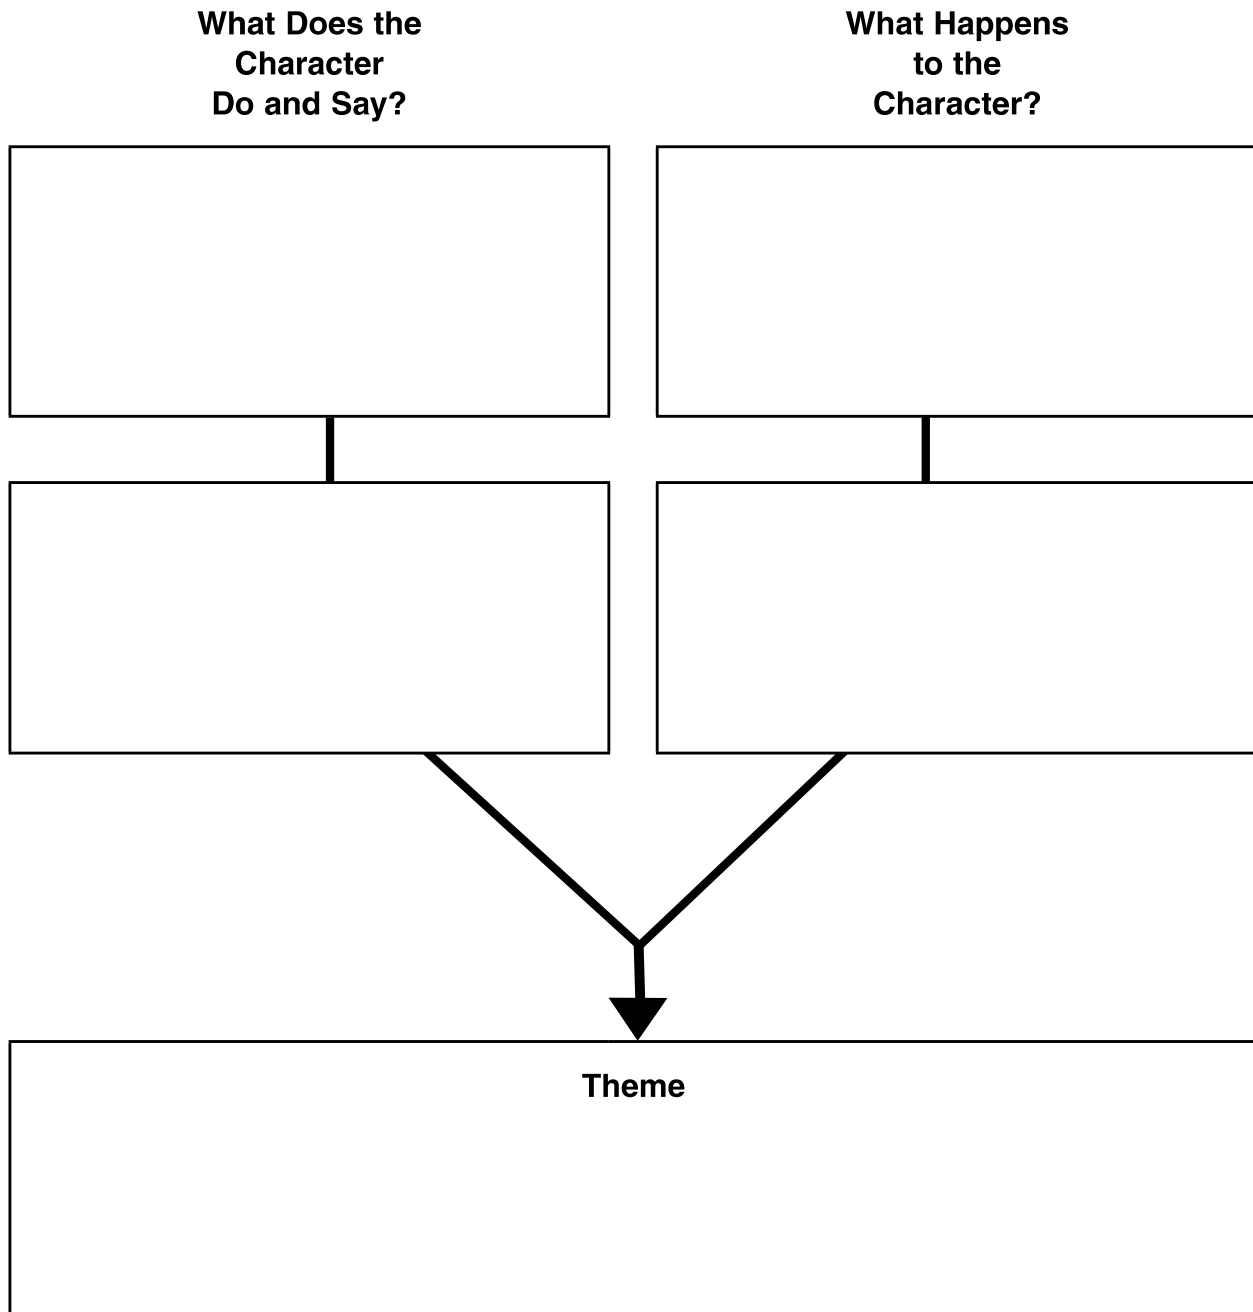 What Does the
Character
Do and Say?
What Happens
to the
Character?
Theme